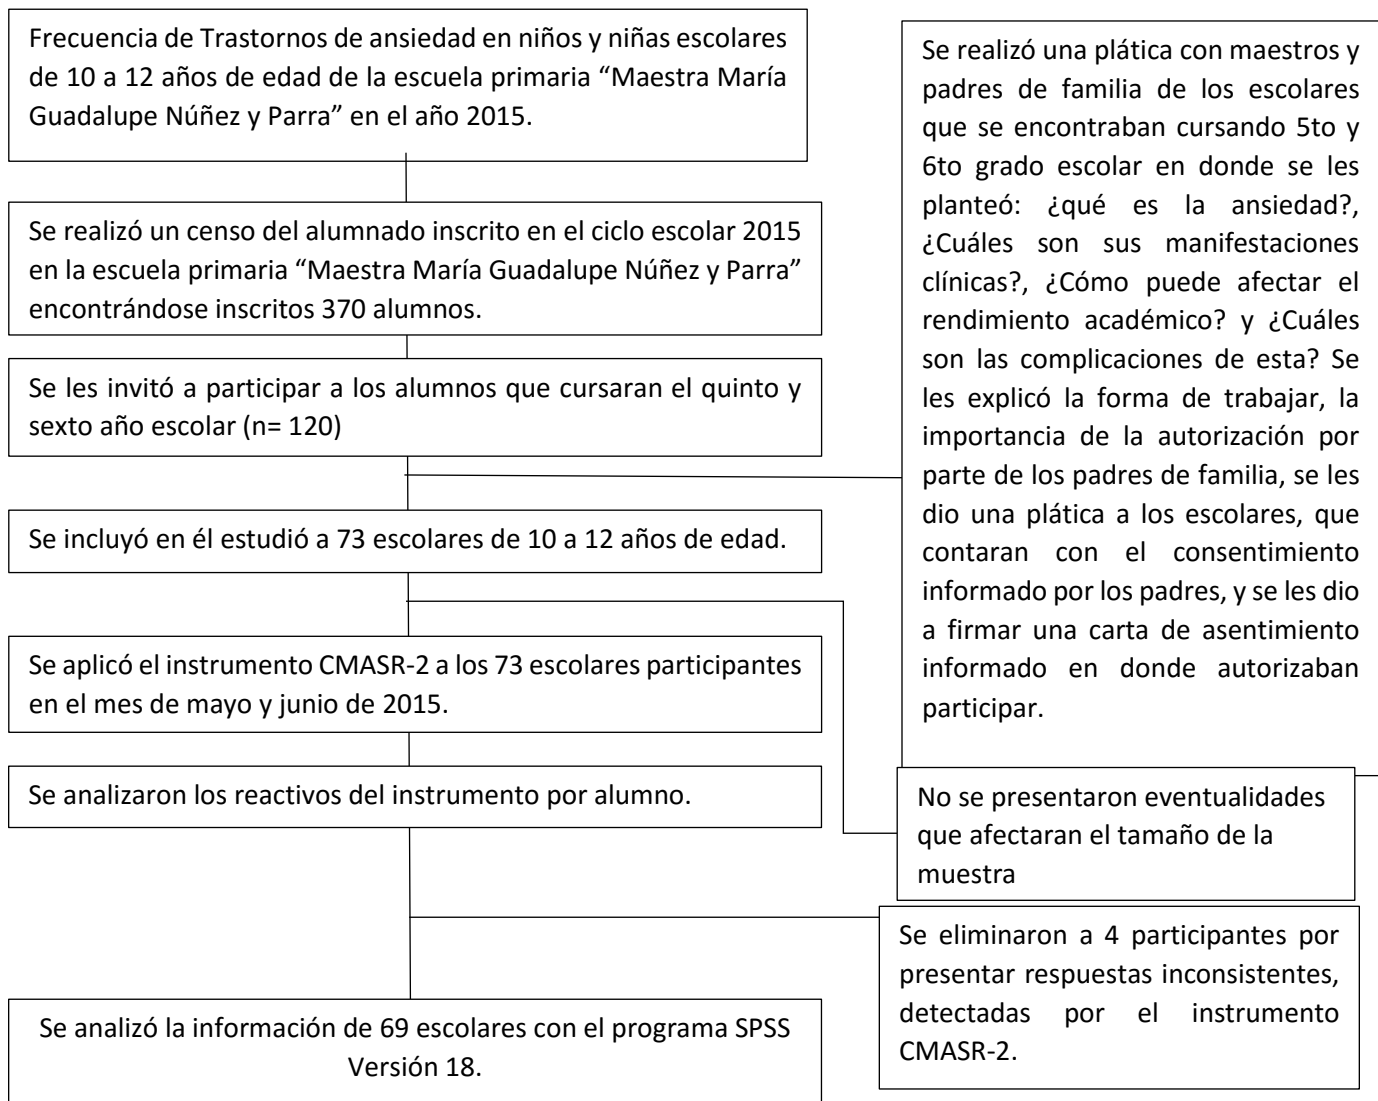 Frecuencia de Trastornos de ansiedad en niños y niñas escolares
de 10 a 12 años de edad de la escuela primaria “Maestra María
Guadalupe Núñez y Parra” en el año 2015.
Se realizó un censo del alumnado inscrito en el ciclo escolar 2015
en la escuela primaria “Maestra María Guadalupe Núñez y Parra”
encontrándose inscritos 370 alumnos.
Se les invitó a participar a los alumnos que cursaran el quinto y
sexto año escolar (n= 120)
Se realizó una plática con maestros y
padres de familia de los escolares
que se encontraban cursando 5to y
6to grado escolar en donde se les
planteó: ¿qué es la ansiedad?,
¿Cuáles son sus manifestaciones
clínicas?, ¿Cómo puede afectar el
rendimiento académico? y ¿Cuáles
son las complicaciones de esta? Se
les explicó la forma de trabajar, la
importancia de la autorización por
parte de los padres de familia, se les
dio una plática a los escolares, que
contaran con el consentimiento
informado por los padres, y se les dio
a firmar una carta de asentimiento
informado en donde autorizaban
participar.
Se incluyó en él estudió a 73 escolares de 10 a 12 años de edad.
Se aplicó el instrumento CMASR-2 a los 73 escolares participantes
en el mes de mayo y junio de 2015.
Se analizaron los reactivos del instrumento por alumno.
No se presentaron eventualidades
que afectaran el tamaño de la
muestra
Se eliminaron a 4 participantes por
presentar respuestas inconsistentes,
detectadas por el instrumento
CMASR-2.
Se analizó la información de 69 escolares con el programa SPSS
Versión 18.